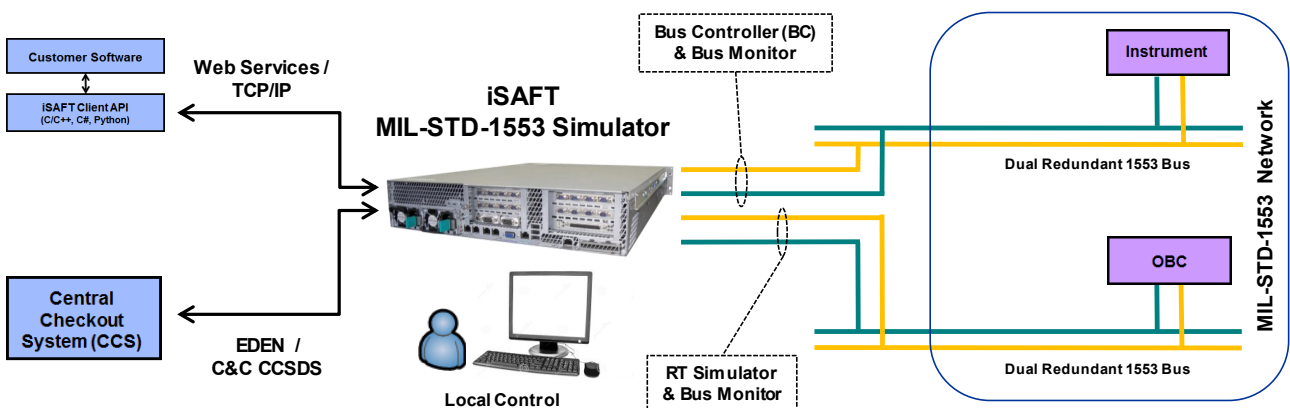 Customer Software
iSAFT Client API
(C/C++, C#, Python)
Web Services /
TCP/IP
iSAFT
MIL-STD-1553 Simulator
Bus Controller (BC)
& Bus Monitor
Instrument
Dual Redundant 1553 Bus
MIL-STD-1553 Network
Central
Checkout
System (CCS)
EDEN /
C&C CCSDS
Local Control
RT Simulator
& Bus Monitor
OBC
Dual Redundant 1553 Bus